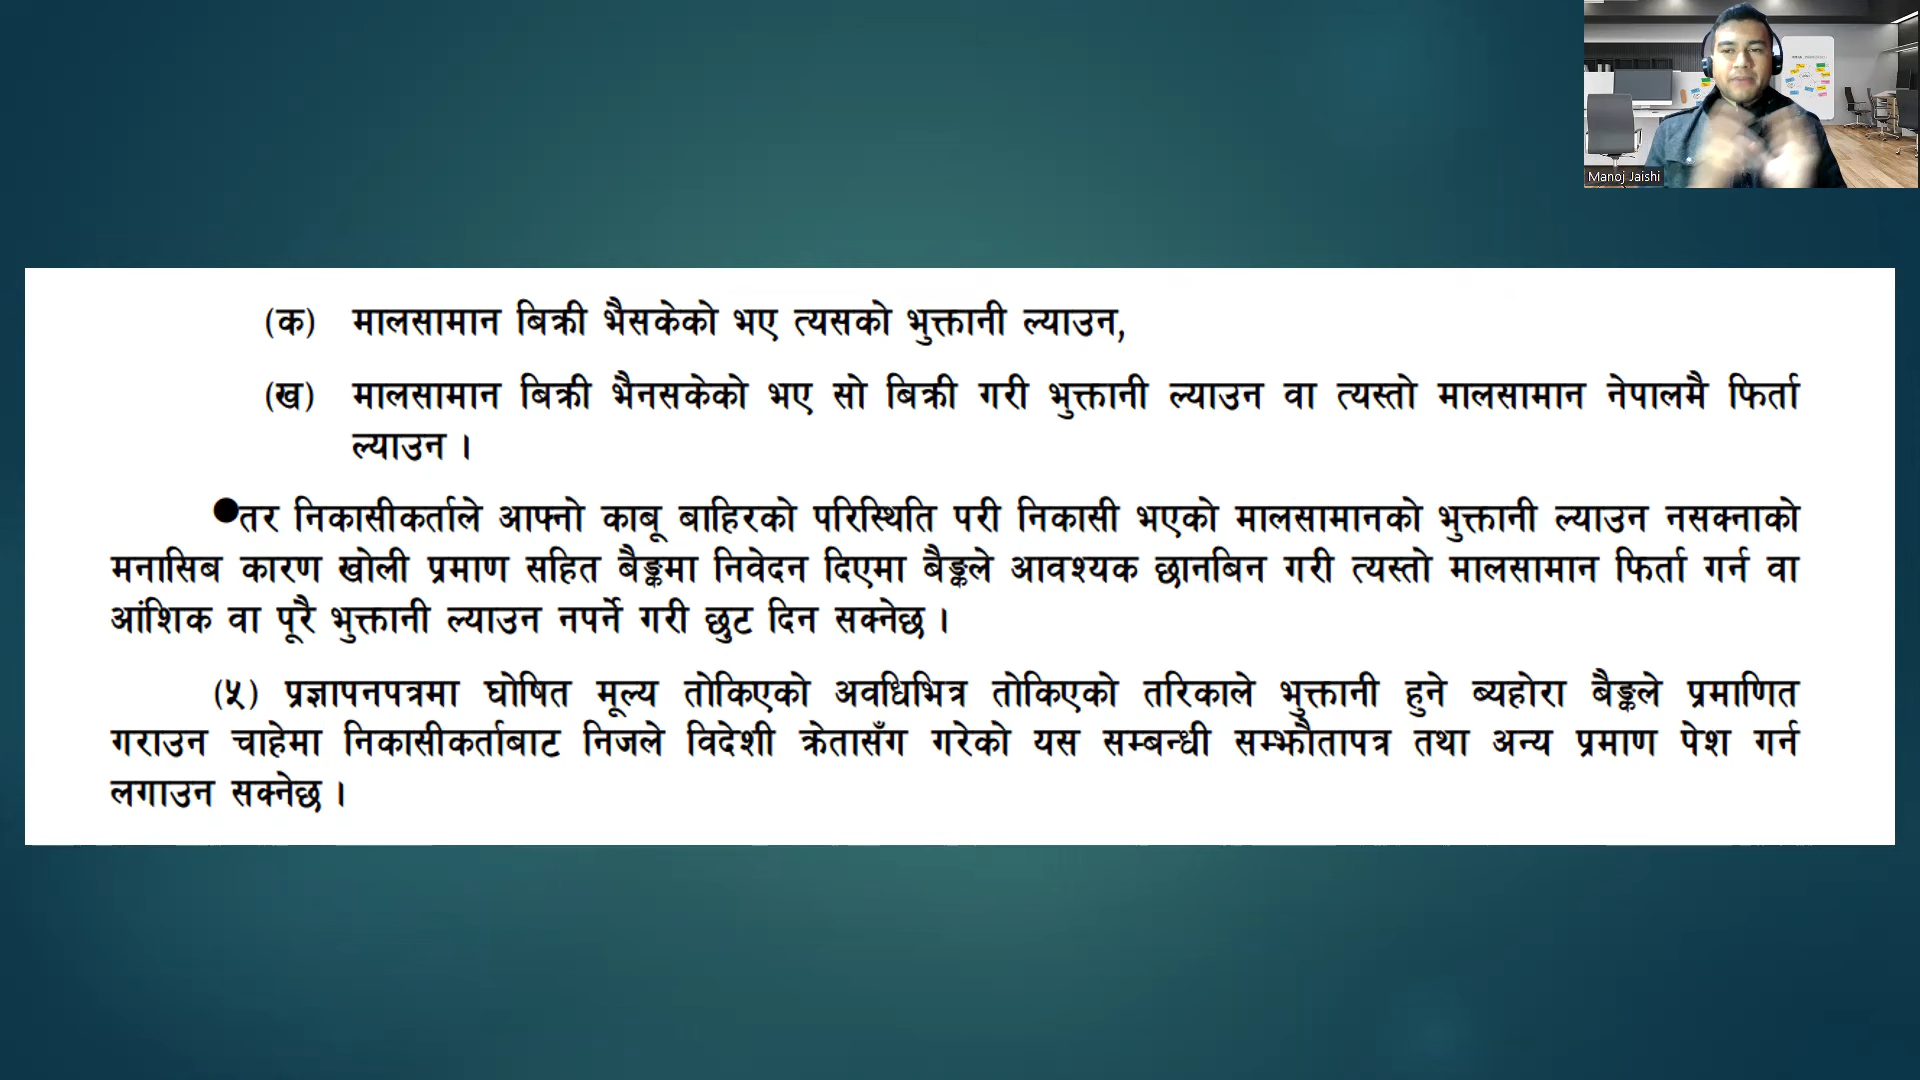 Manoj Jaishi
(क) मालसामान बिक्री भैसकेको भए त्यसको भुक्तानी ल्याउन,
(ख) मालसामान बिक्री भैनसकेको भए सो बिक्री गरी भुक्तानी ल्याउन वा त्यस्तो मालसामान नेपालमै फिर्ता
ल्याउन ।
●तर निकासीकर्ताले आफ्नो काबू बाहिरको परिस्थिति परी निकासी भएको मालसामानको भुक्तानी ल्याउन नसक्नाको
मनासिब कारण खोली प्रमाण सहित बैङ्कमा निवेदन दिएमा बैङ्कले आवश्यक छानबिन गरी त्यस्तो मालसामान फिर्ता गर्न वा
आंशिक वा पूरै भुक्तानी ल्याउन नपर्ने गरी छुट दिन सक्नेछ ।
(५) प्रज्ञापनपत्रमा घोषित मूल्य तोकिएको अवधिभित्र तोकिएको तरिकाले भुक्तानी हुने ब्यहोरा बैङ्कले प्रमाणित
गराउन चाहेमा निकासीकर्ताबाट निजले विदेशी क्रेतासँग गरेको यस सम्बन्धी सम्झौतापत्र तथा अन्य प्रमाण पेश गर्न
लगाउन सक्नेछ ।